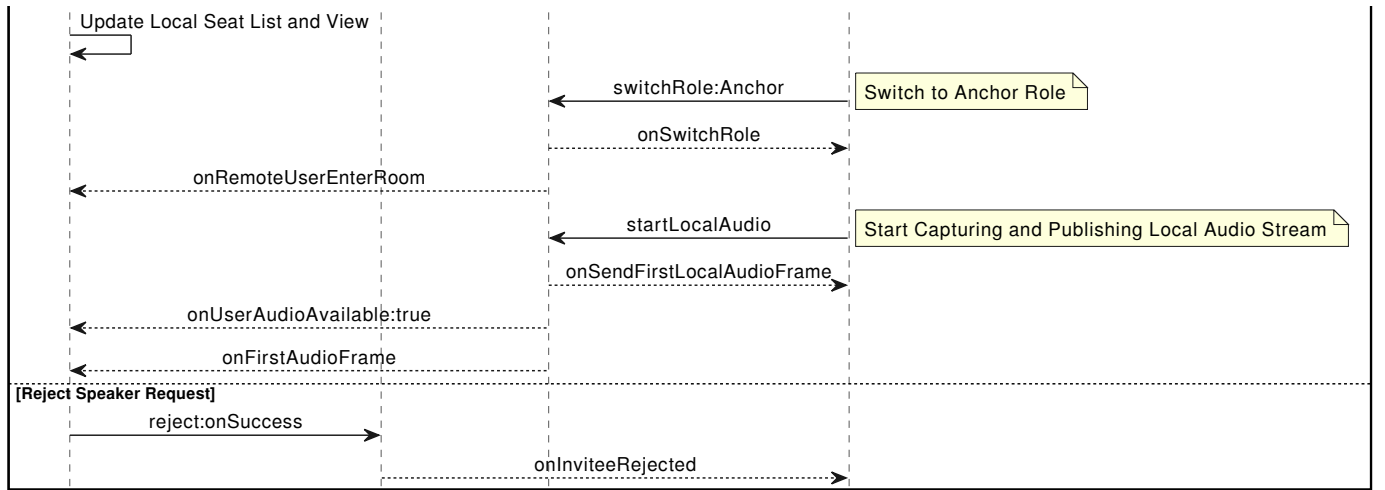 Update Local Seat List and View
switchRole:Anchor
Switch to Anchor Role
onSwitchRole
onRemoteUserEnterRoom
startLocalAudio
Start Capturing and Publishing Local Audio Stream
onSendFirstLocalAudioFrame
onUserAudioAvailable:true
onFirstAudioFrame
[Reject Speaker Request]
reject:onSuccess
onInviteeRejected